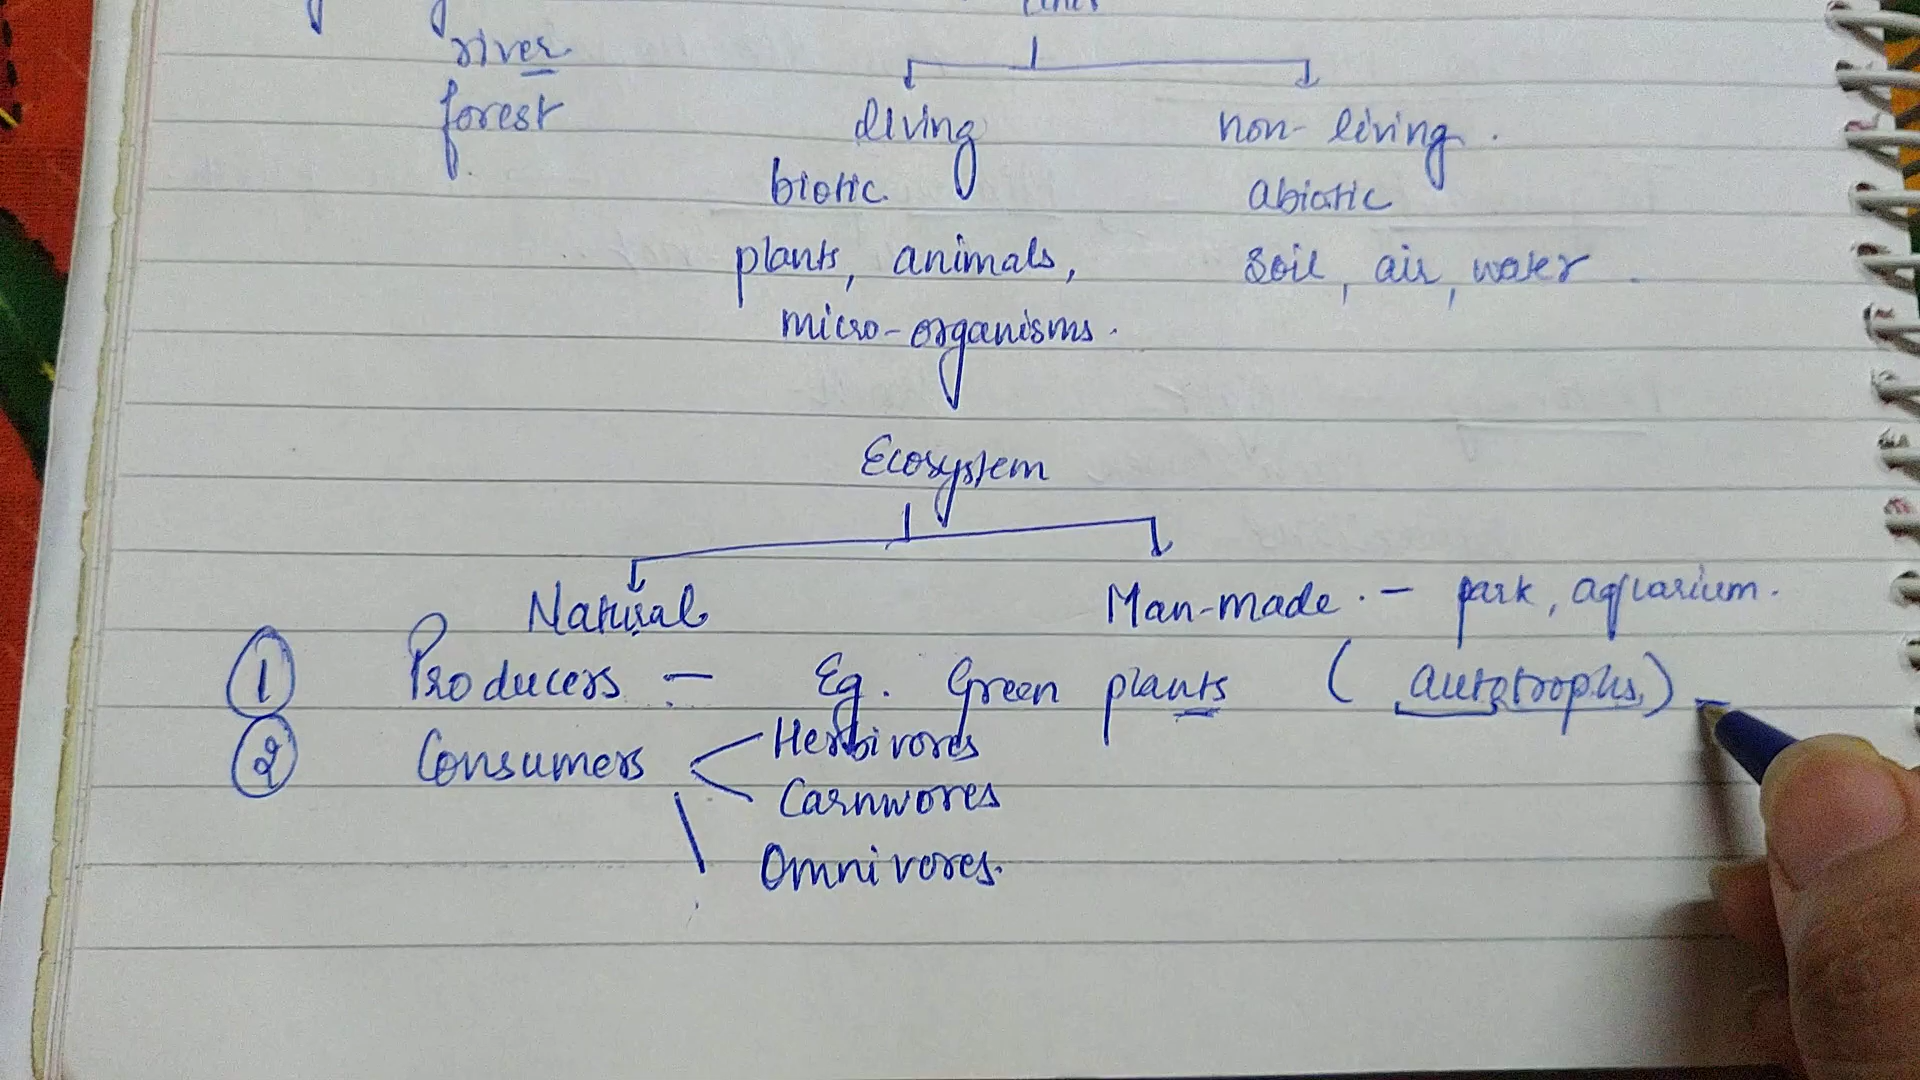 river
forest
living non-living.
biotic abiotic
plants, animals, soil, air, water.
micro-organisms.
Ecosystem
Natural Man-made. - park, aquarium.
1 Producers - Eg. Green plants (autotrophs)
2 Consumers Herbivores
Carnivores
Omnivores.